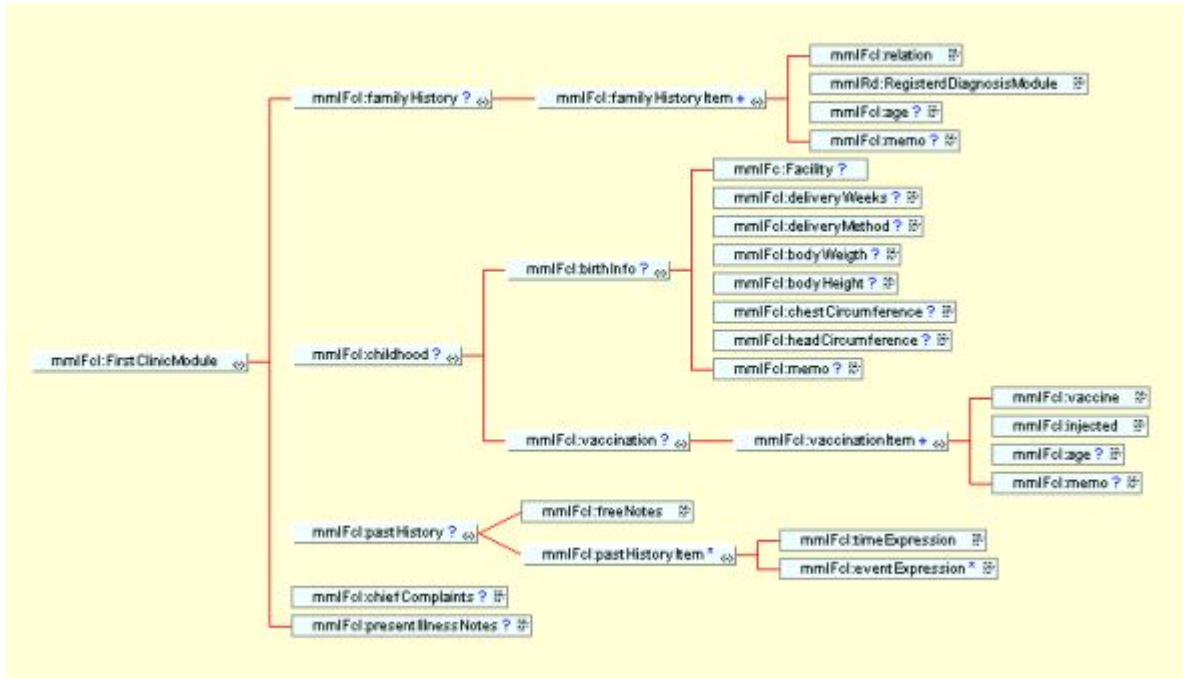 mmlFcl:FirstClinicModule
mmlFcl:familyHistory ?
mmlFcl:familyHistoryItem +
mmlFcl:relation
mmlRd:RegisterdDiagnosisModule
mmlFcl:age ?
mmlFcl:memo ?
mmlFcl:childhood ?
mmlFcl:birthInfo ?
mmlFc:Facility ?
mmlFcl:deliveryWeeks ?
mmlFcl:deliveryMethod ?
mmlFcl:bodyWeigth ?
mmlFcl:bodyHeight ?
mmlFcl:chestCircumference ?
mmlFcl:headCircumference ?
mmlFcl:memo ?
mmlFcl:vaccination ?
mmlFcl:vaccinationItem +
mmlFcl:vaccine
mmlFcl:injected
mmlFcl:age ?
mmlFcl:memo ?
mmlFcl:pastHistory ?
mmlFcl:freeNotes
mmlFcl:pastHistoryItem *
mmlFcl:timeExpression
mmlFcl:eventExpression *
mmlFcl:chiefComplaints ?
mmlFcl:presentIllnessNotes ?